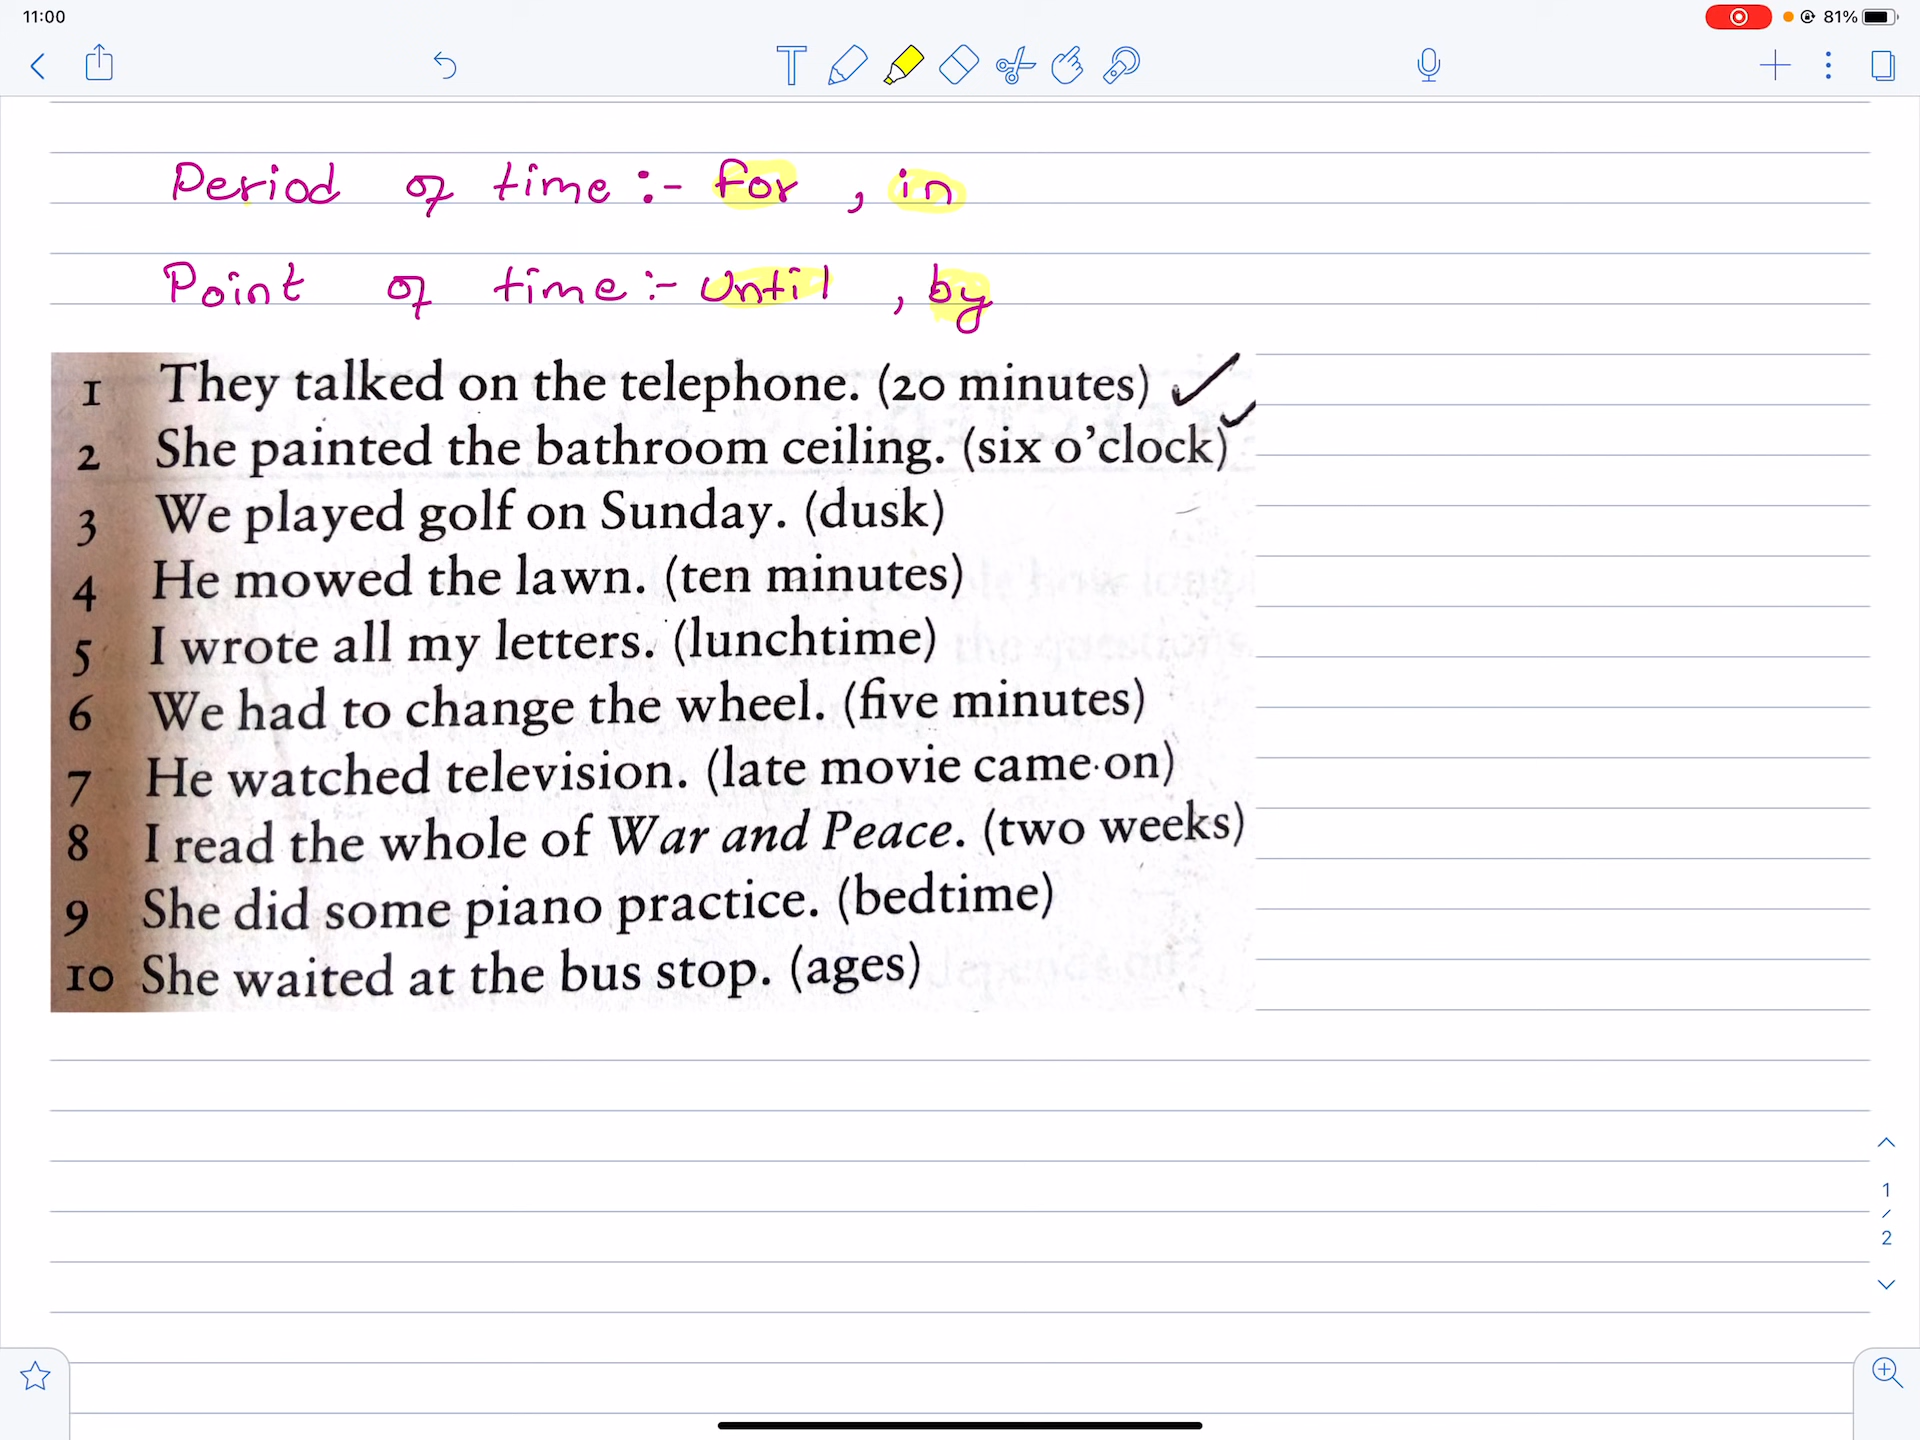 11:00
81%
Period of time :- for , in
Point of time :- Until , by
1 They talked on the telephone. (20 minutes)
2 She painted the bathroom ceiling. (six o'clock)
3 We played golf on Sunday. (dusk)
4 He mowed the lawn. (ten minutes)
5 I wrote all my letters. (lunchtime)
6 We had to change the wheel. (five minutes)
7 He watched television. (late movie came on)
8 I read the whole of War and Peace. (two weeks)
9 She did some piano practice. (bedtime)
10 She waited at the bus stop. (ages)
1
/
2